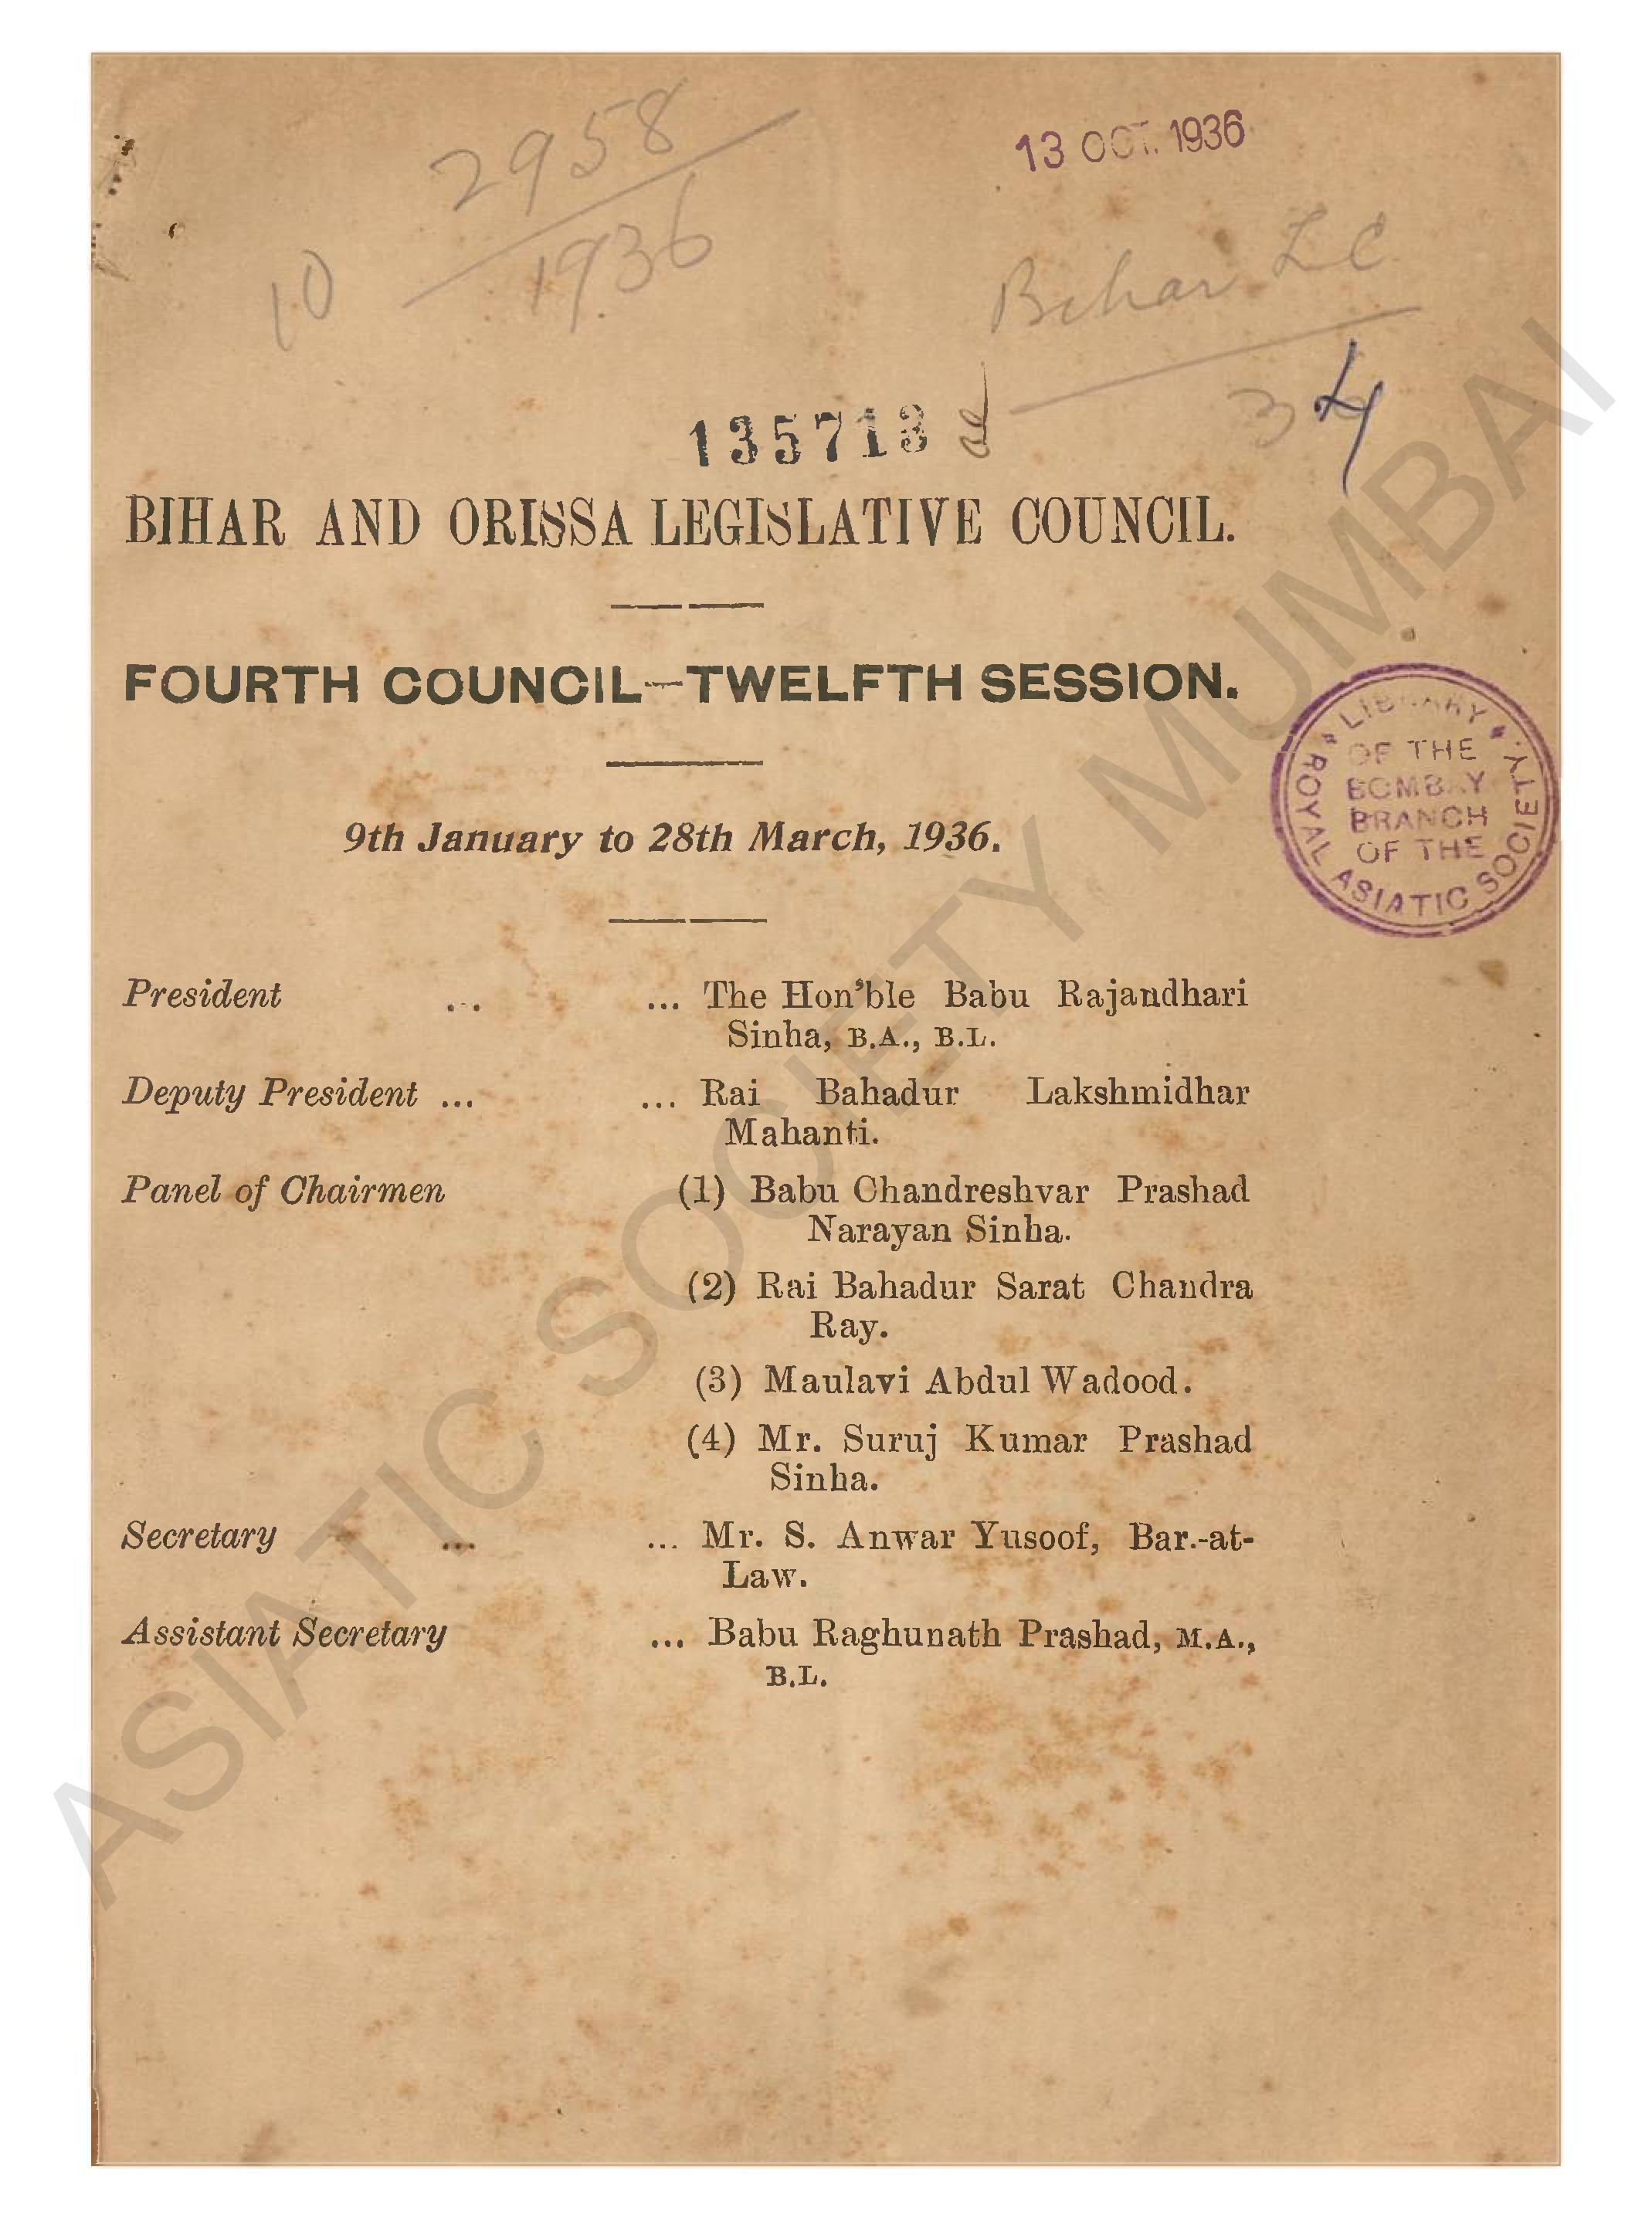 2958
13 OCT. 1936
10
1936
Bihar LC
34
135713
BIHAR AND ORISSA LEGISLATIVE COUNCIL.
FOURTH COUNCIL—TWELFTH SESSION.
9th January to 28th March, 1936.
LIBRARY
OF THE
BOMBAY
BRANCH
OF THE
ROYAL ASIATIC SOCIETY.
President ... ... The Hon'ble Babu Rajandhari
Sinha, B.A., B.L.
Deputy President ... ... Rai Bahadur Lakshmidhar
Mahanti.
Panel of Chairmen (1) Babu Chandreshvar Prashad
Narayan Sinha.
(2) Rai Bahadur Sarat Chandra
Ray.
(3) Maulavi Abdul Wadood.
(4) Mr. Suruj Kumar Prashad
Sinha.
Secretary ... ... Mr. S. Anwar Yusoof, Bar.-at-
Law.
Assistant Secretary ... Babu Raghunath Prashad, M.A.,
B.L.
ASIATIC SOCIETY MUMBAI